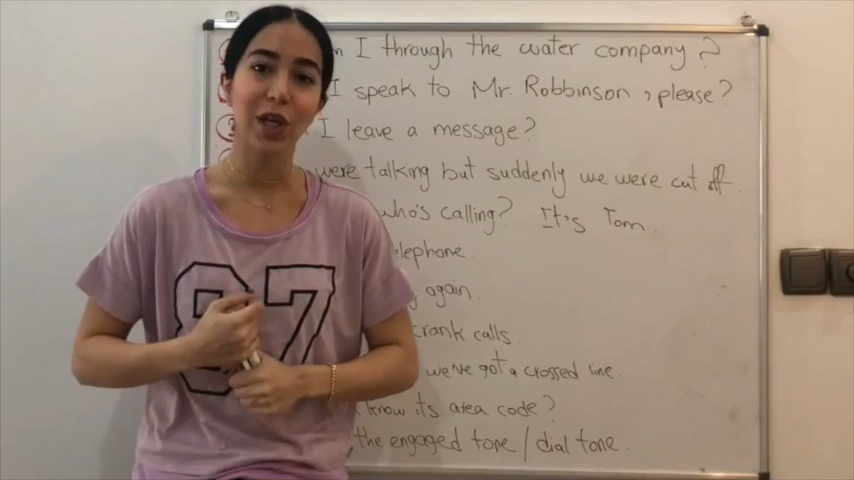 I through the water company?
I speak to Mr. Robbinson, please?
I leave a message?
were talking but suddenly we were cut off.
who's calling? It's Tom.
telephone
again.
crank calls.
we've got a crossed line.
know its area code?
the engaged tone / dial tone.
87